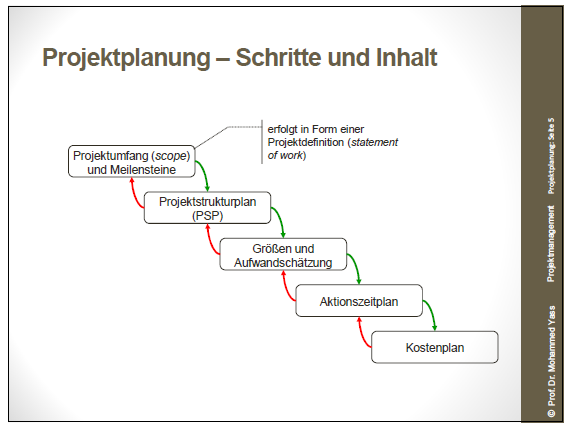 Projektplanung – Schritte und Inhalt
erfolgt in Form einer
Projektdefinition (statement
of work)
Projektumfang (scope)
und Meilensteine
Projektstrukturplan
(PSP)
Größen und
Aufwandschätzung
Aktionszeitplan
Kostenplan
© Prof. Dr. Mohammed Yass Projektmanagement Projektplanung: Seite 5